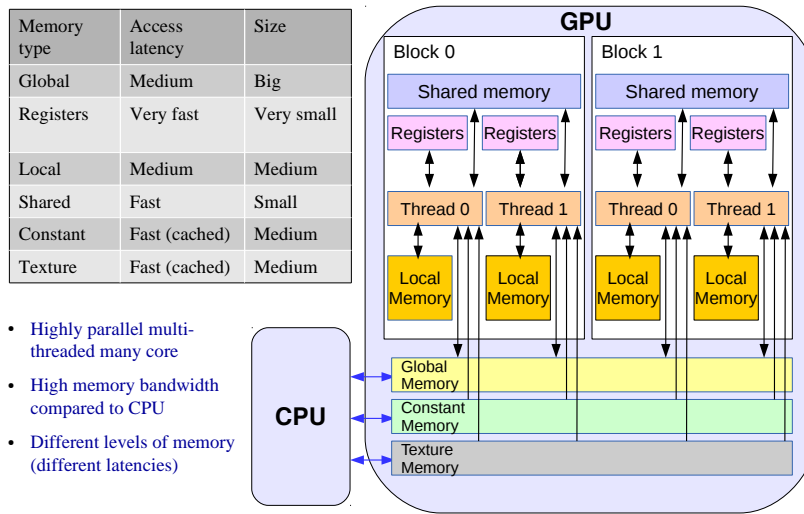 Memory type Access latency Size
Global Medium Big
Registers Very fast Very small
Local Medium Medium
Shared Fast Small
Constant Fast (cached) Medium
Texture Fast (cached) Medium
• Highly parallel multi-
threaded many core
• High memory bandwidth
compared to CPU
• Different levels of memory
(different latencies)
GPU
Block 0
Shared memory
Registers Registers
Thread 0 Thread 1
Local
Memory
Local
Memory
Block 1
Shared memory
Registers Registers
Thread 0 Thread 1
Local
Memory
Local
Memory
CPU
Global
Memory
Constant
Memory
Texture
Memory